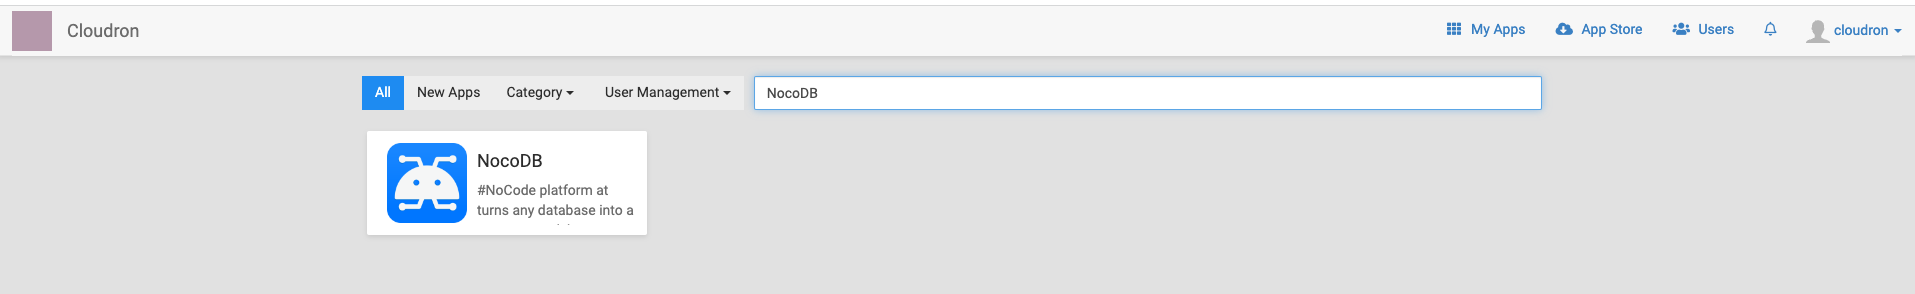 Cloudron
My Apps
App Store
Users
cloudron
All
New Apps
Category
User Management
NocoDB
NocoDB
#NoCode platform at
turns any database into a